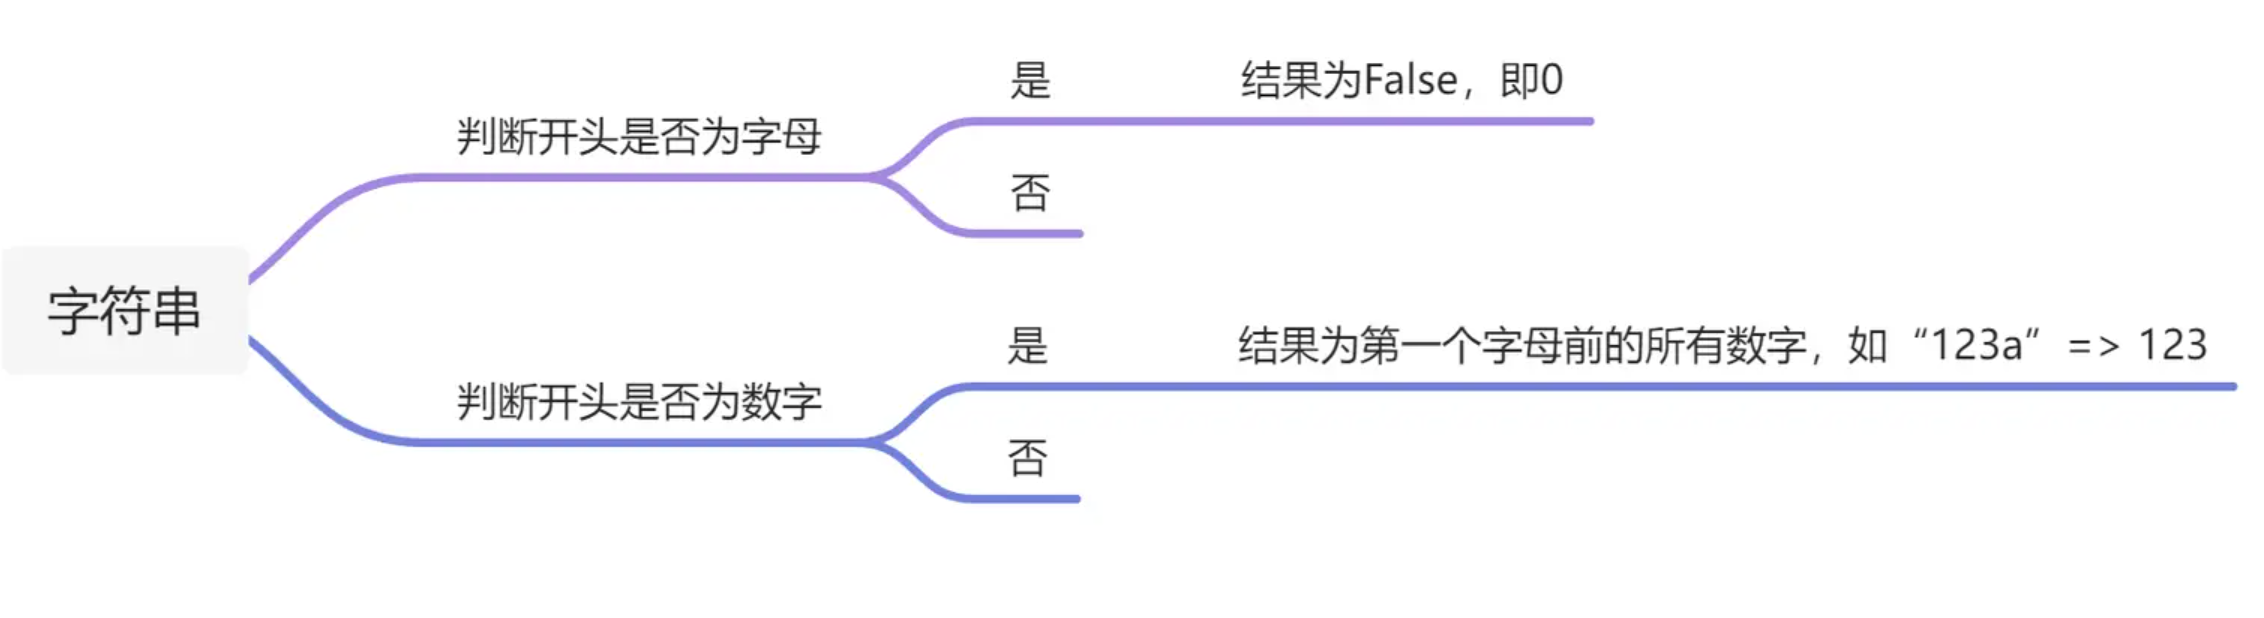 字符串
判断开头是否为字母
是
结果为False，即0
否
判断开头是否为数字
是
结果为第一个字母前的所有数字，如“123a” => 123
否